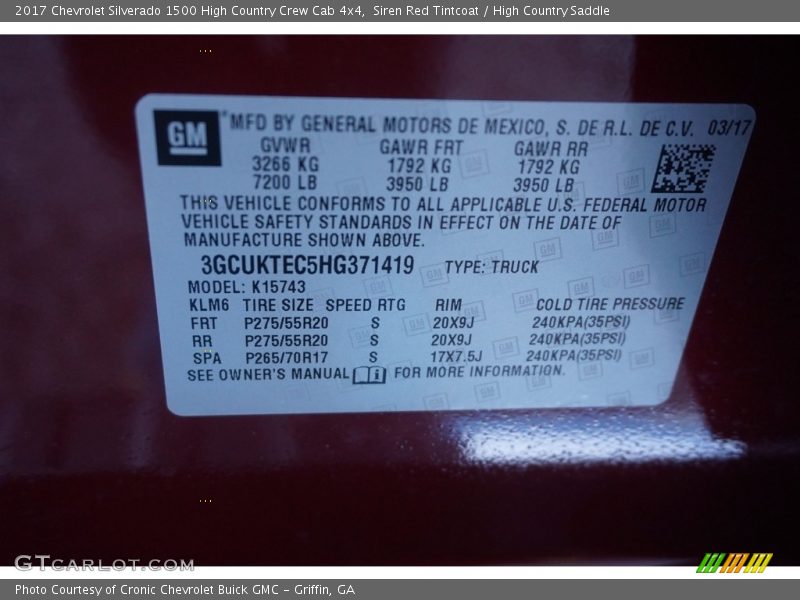 2017 Chevrolet Silverado 1500 High Country Crew Cab 4x4, Siren Red Tintcoat / High Country Saddle
GM ® MFD BY GENERAL MOTORS DE MEXICO, S. DE R.L. DE C.V. 03/17
GVWR GAWR FRT GAWR RR
3266 KG 1792 KG 1792 KG
7200 LB 3950 LB 3950 LB
THIS VEHICLE CONFORMS TO ALL APPLICABLE U.S. FEDERAL MOTOR
VEHICLE SAFETY STANDARDS IN EFFECT ON THE DATE OF
MANUFACTURE SHOWN ABOVE.
3GCUKTEC5HG371419 TYPE: TRUCK
MODEL: K15743
KLM6 TIRE SIZE SPEED RTG RIM COLD TIRE PRESSURE
FRT P275/55R20 S 20X9J 240KPA(35PSI)
RR P275/55R20 S 20X9J 240KPA(35PSI)
SPA P265/70R17 S 17X7.5J 240KPA(35PSI)
SEE OWNER'S MANUAL FOR MORE INFORMATION.
GTCARLOT.COM
Photo Courtesy of Cronic Chevrolet Buick GMC - Griffin, GA